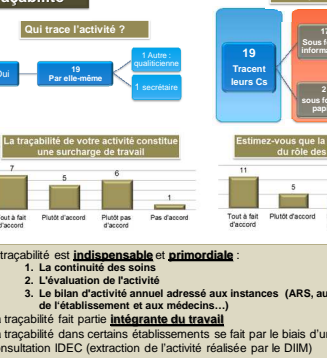 Qui trace l'activité ?
19
Par elle-même
1 Autre :
qualiticienne
1 secrétaire
19
Tracent
leurs Cs
17
2
La traçabilité de votre activité constitue
une surcharge de travail
7
5
6
1
Tout à fait
d'accord
Plutôt d'accord
Plutôt pas
d'accord
Pas d'accord
Estimez-vous que la
du rôle des
11
5
Tout à fait
d'accord
Plutôt d'accord
traçabilité est indispensable et primordiale :
1. La continuité des soins
2. L'évaluation de l'activité
3. Le bilan d'activité annuel adressé aux instances (ARS,
de l'établissement et aux médecins…)
traçabilité fait partie intégrante du travail
traçabilité dans certains établissements se fait par le biais
consultation IDEC (extraction de l'activité réalisée par le DIIM)